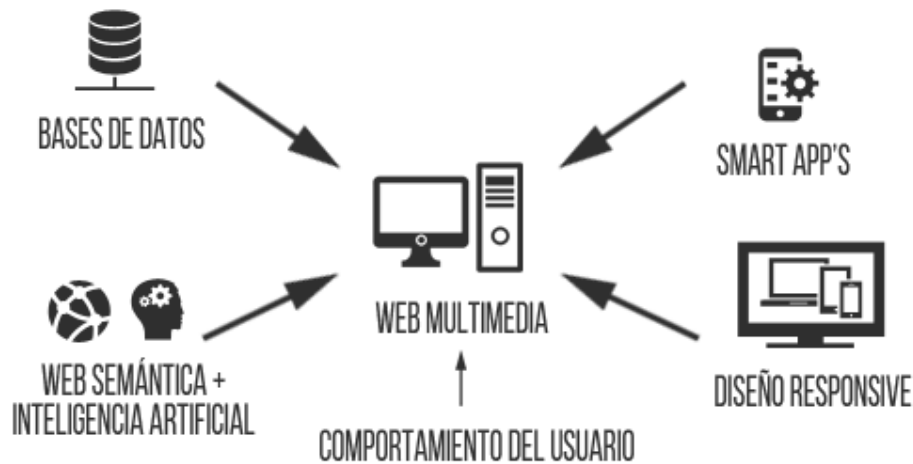 BASES DE DATOS
SMART APP'S
WEB MULTIMEDIA
WEB SEMÁNTICA +
INTELIGENCIA ARTIFICIAL
DISEÑO RESPONSIVE
COMPORTAMIENTO DEL USUARIO